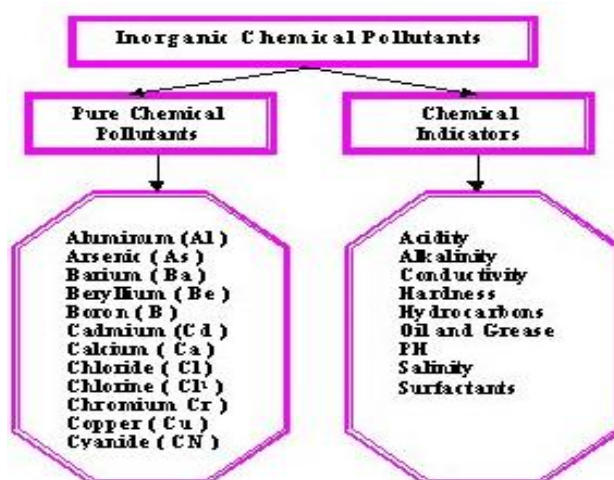 Inorganic Chemical Pollutants
Pure Chemical
Pollutants
Chemical
Indicators
Aluminum (Al)
Arsenic ( As )
Barium ( Ba )
Beryllium ( Be )
Boron ( B )
Cadmium (Cd )
Calcium ( Ca )
Chloride ( Cl )
Chlorine ( Cl¹ )
Chromium Cr )
Copper ( Cu )
Cyanide ( CN )
Acidity
Alkalinity
Conductivity
Hardness
Hydrocarbons
Oil and Grease
PH
Salinity
Surfactants